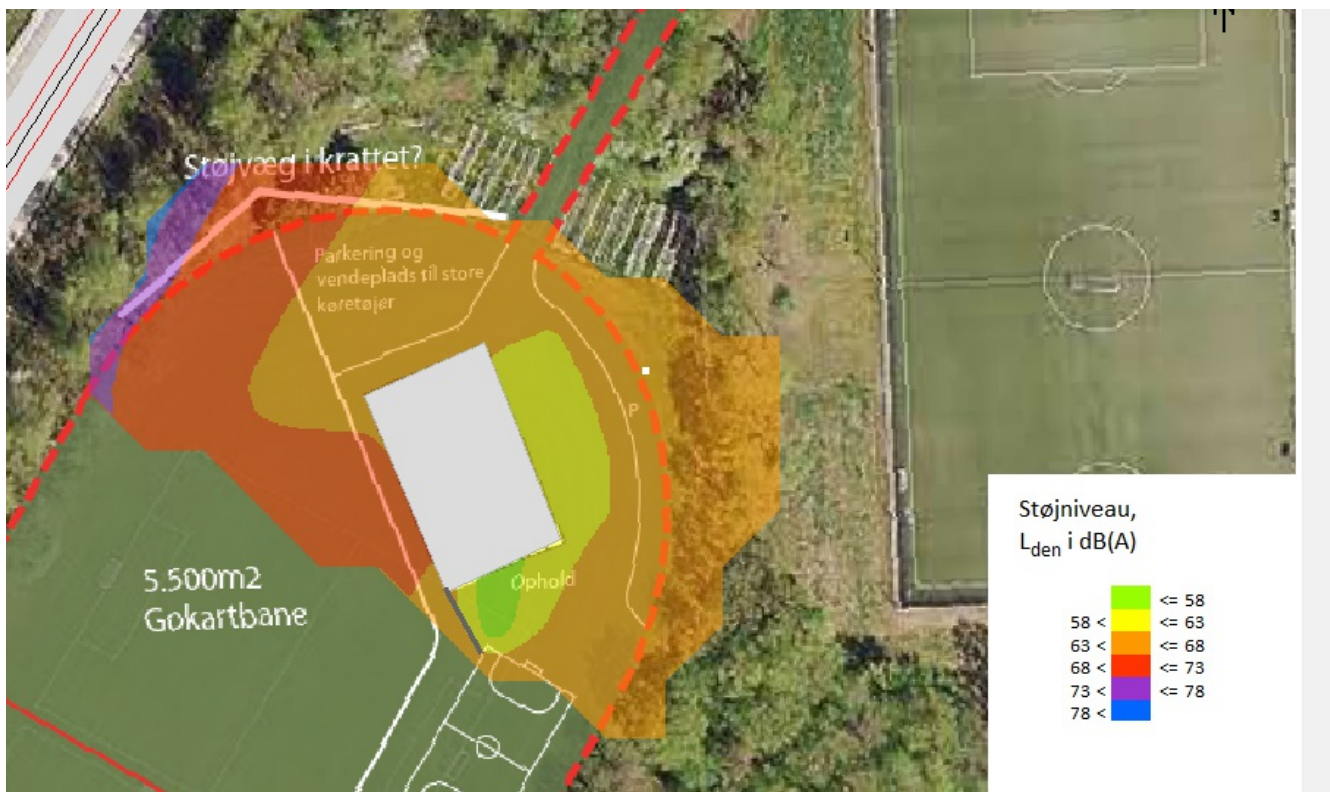 Støjvæg i krattet?
Parkering og
vendeplads til store
køretøjer
P
Ophold
5.500m2
Gokartbane
Støjniveau,
Lden i dB(A)
<= 58
58 < <= 63
63 < <= 68
68 < <= 73
73 < <= 78
78 <